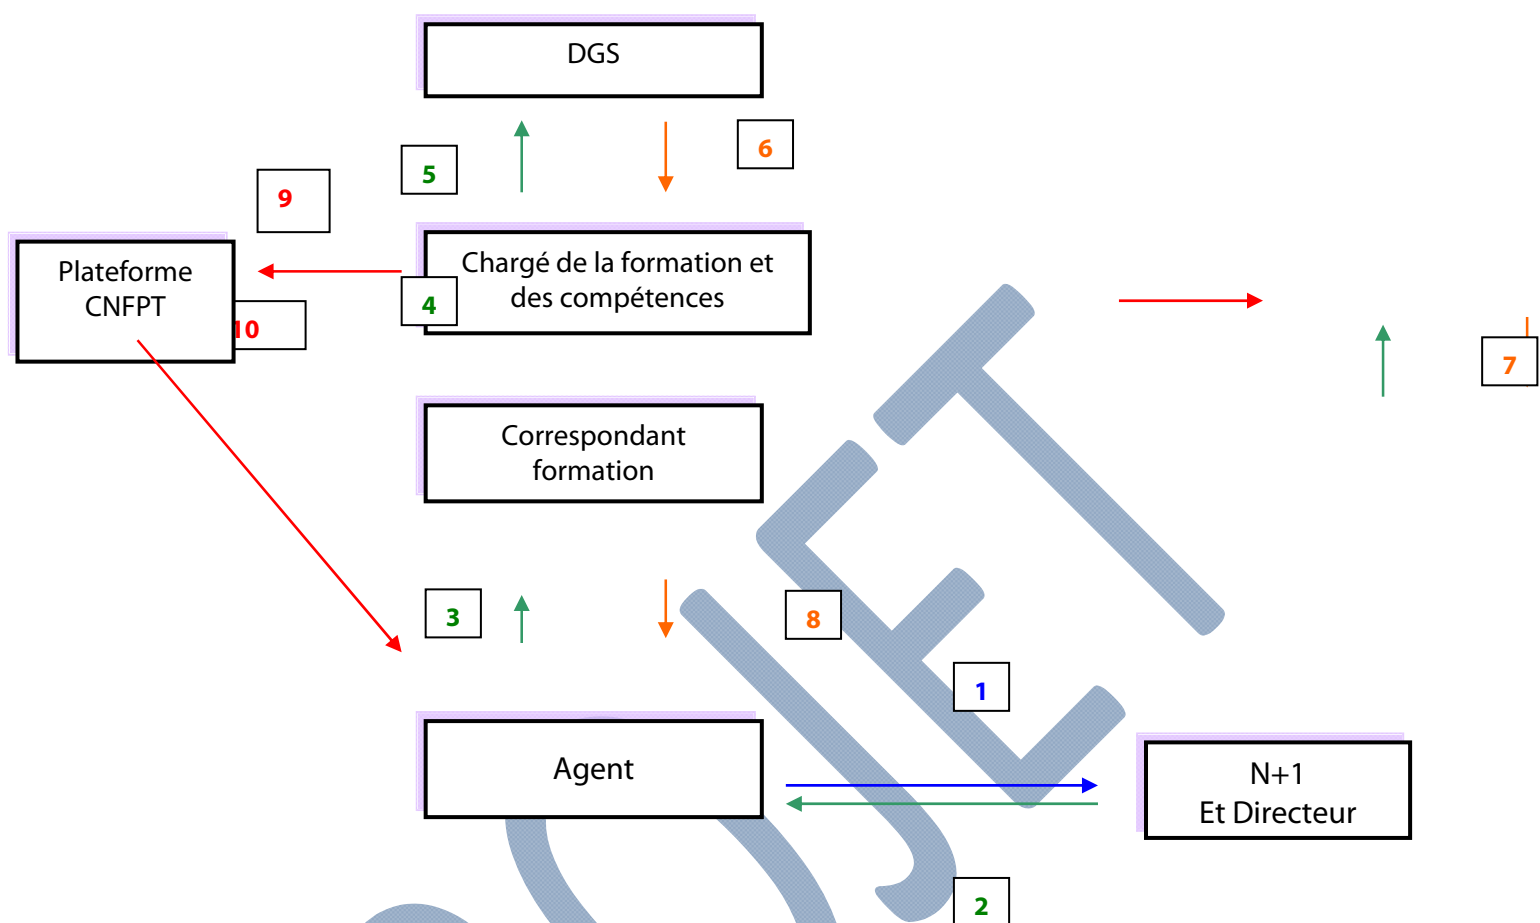 DGS
6
5
9
Chargé de la formation et
des compétences
Plateforme
CNFPT
4
10
7
Correspondant
formation
3
8
1
Agent
N+1
Et Directeur
2
OJET